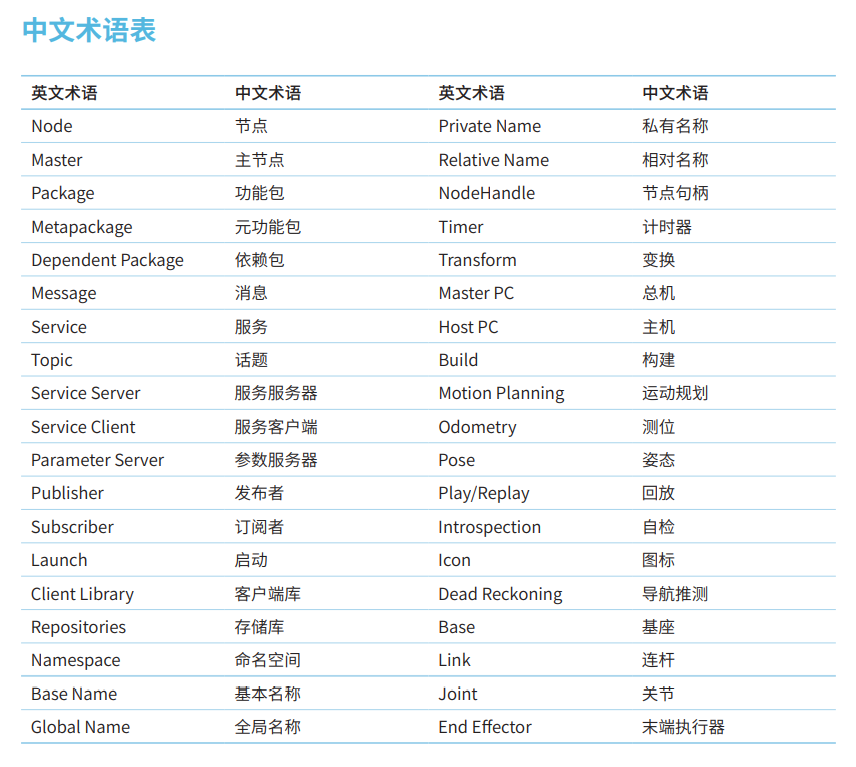 中文术语表
英文术语 中文术语 英文术语 中文术语
Node 节点 Private Name 私有名称
Master 主节点 Relative Name 相对名称
Package 功能包 NodeHandle 节点句柄
Metapackage 元功能包 Timer 计时器
Dependent Package 依赖包 Transform 变换
Message 消息 Master PC 总机
Service 服务 Host PC 主机
Topic 话题 Build 构建
Service Server 服务服务器 Motion Planning 运动规划
Service Client 服务客户端 Odometry 测位
Parameter Server 参数服务器 Pose 姿态
Publisher 发布者 Play/Replay 回放
Subscriber 订阅者 Introspection 自检
Launch 启动 Icon 图标
Client Library 客户端库 Dead Reckoning 导航推测
Repositories 存储库 Base 基座
Namespace 命名空间 Link 连杆
Base Name 基本名称 Joint 关节
Global Name 全局名称 End Effector 末端执行器